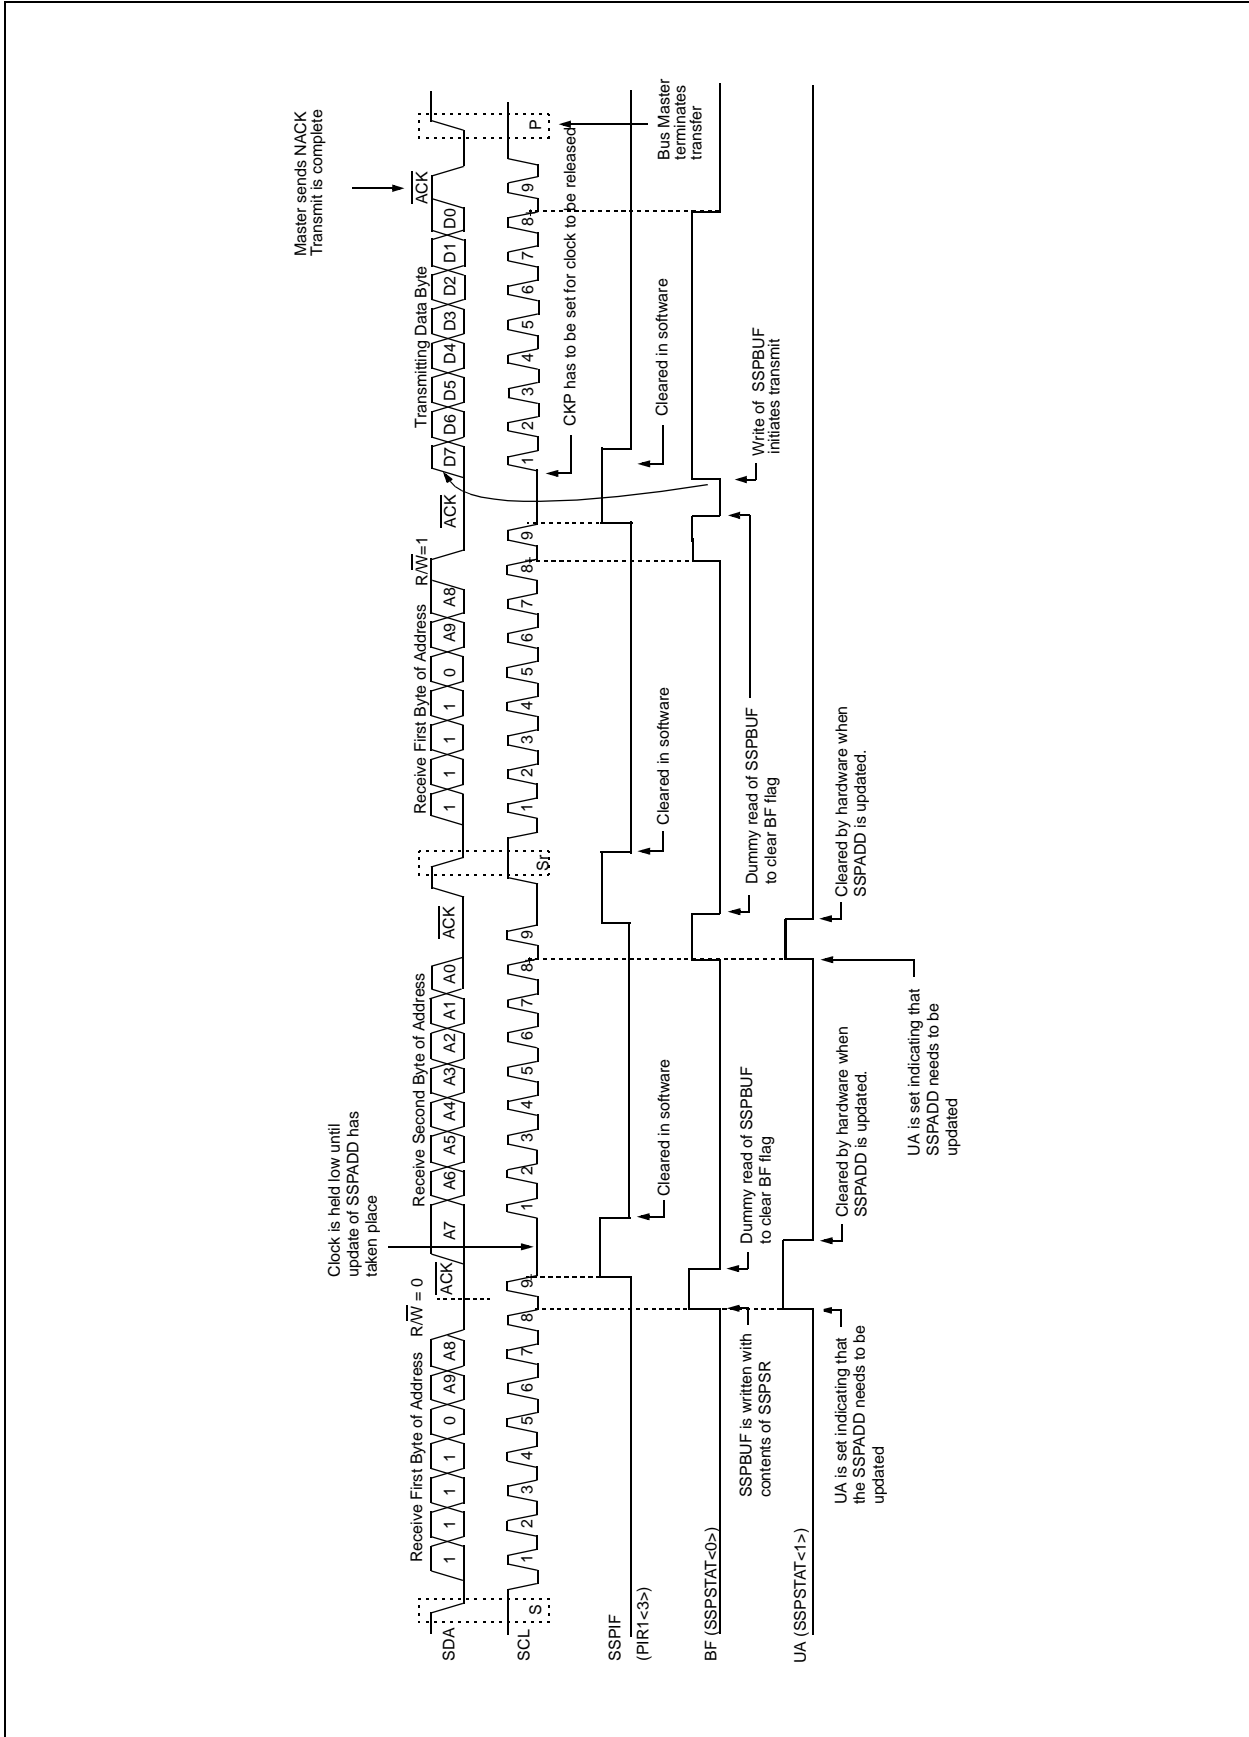 Master sends NACK
Transmit is complete
Clock is held low until
update of SSPADD has
taken place
Receive First Byte of Address R/W = 0
Receive Second Byte of Address
Receive First Byte of Address R/W=1
Transmitting Data Byte
ACK
ACK
ACK
ACK
SDA
1 1 1 1 0 A9 A8
A7 A6 A5 A4 A3 A2 A1 A0
1 1 1 1 0 A9 A8
D7 D6 D5 D4 D3 D2 D1 D0
SCL
S
1 2 3 4 5 6 7 8 9
1 2 3 4 5 6 7 8 9
Sr
1 2 3 4 5 6 7 8 9
1 2 3 4 5 6 7 8 9
P
CKP has to be set for clock to be released
Bus Master
terminates
transfer
SSPIF
(PIR1<3>)
Cleared in software
Cleared in software
Cleared in software
BF (SSPSTAT<0>)
SSPBUF is written with
contents of SSPSR
Dummy read of SSPBUF
to clear BF flag
Dummy read of SSPBUF
to clear BF flag
Write of SSPBUF
initiates transmit
UA (SSPSTAT<1>)
UA is set indicating that
the SSPADD needs to be
updated
Cleared by hardware when
SSPADD is updated.
UA is set indicating that
SSPADD needs to be
updated
Cleared by hardware when
SSPADD is updated.